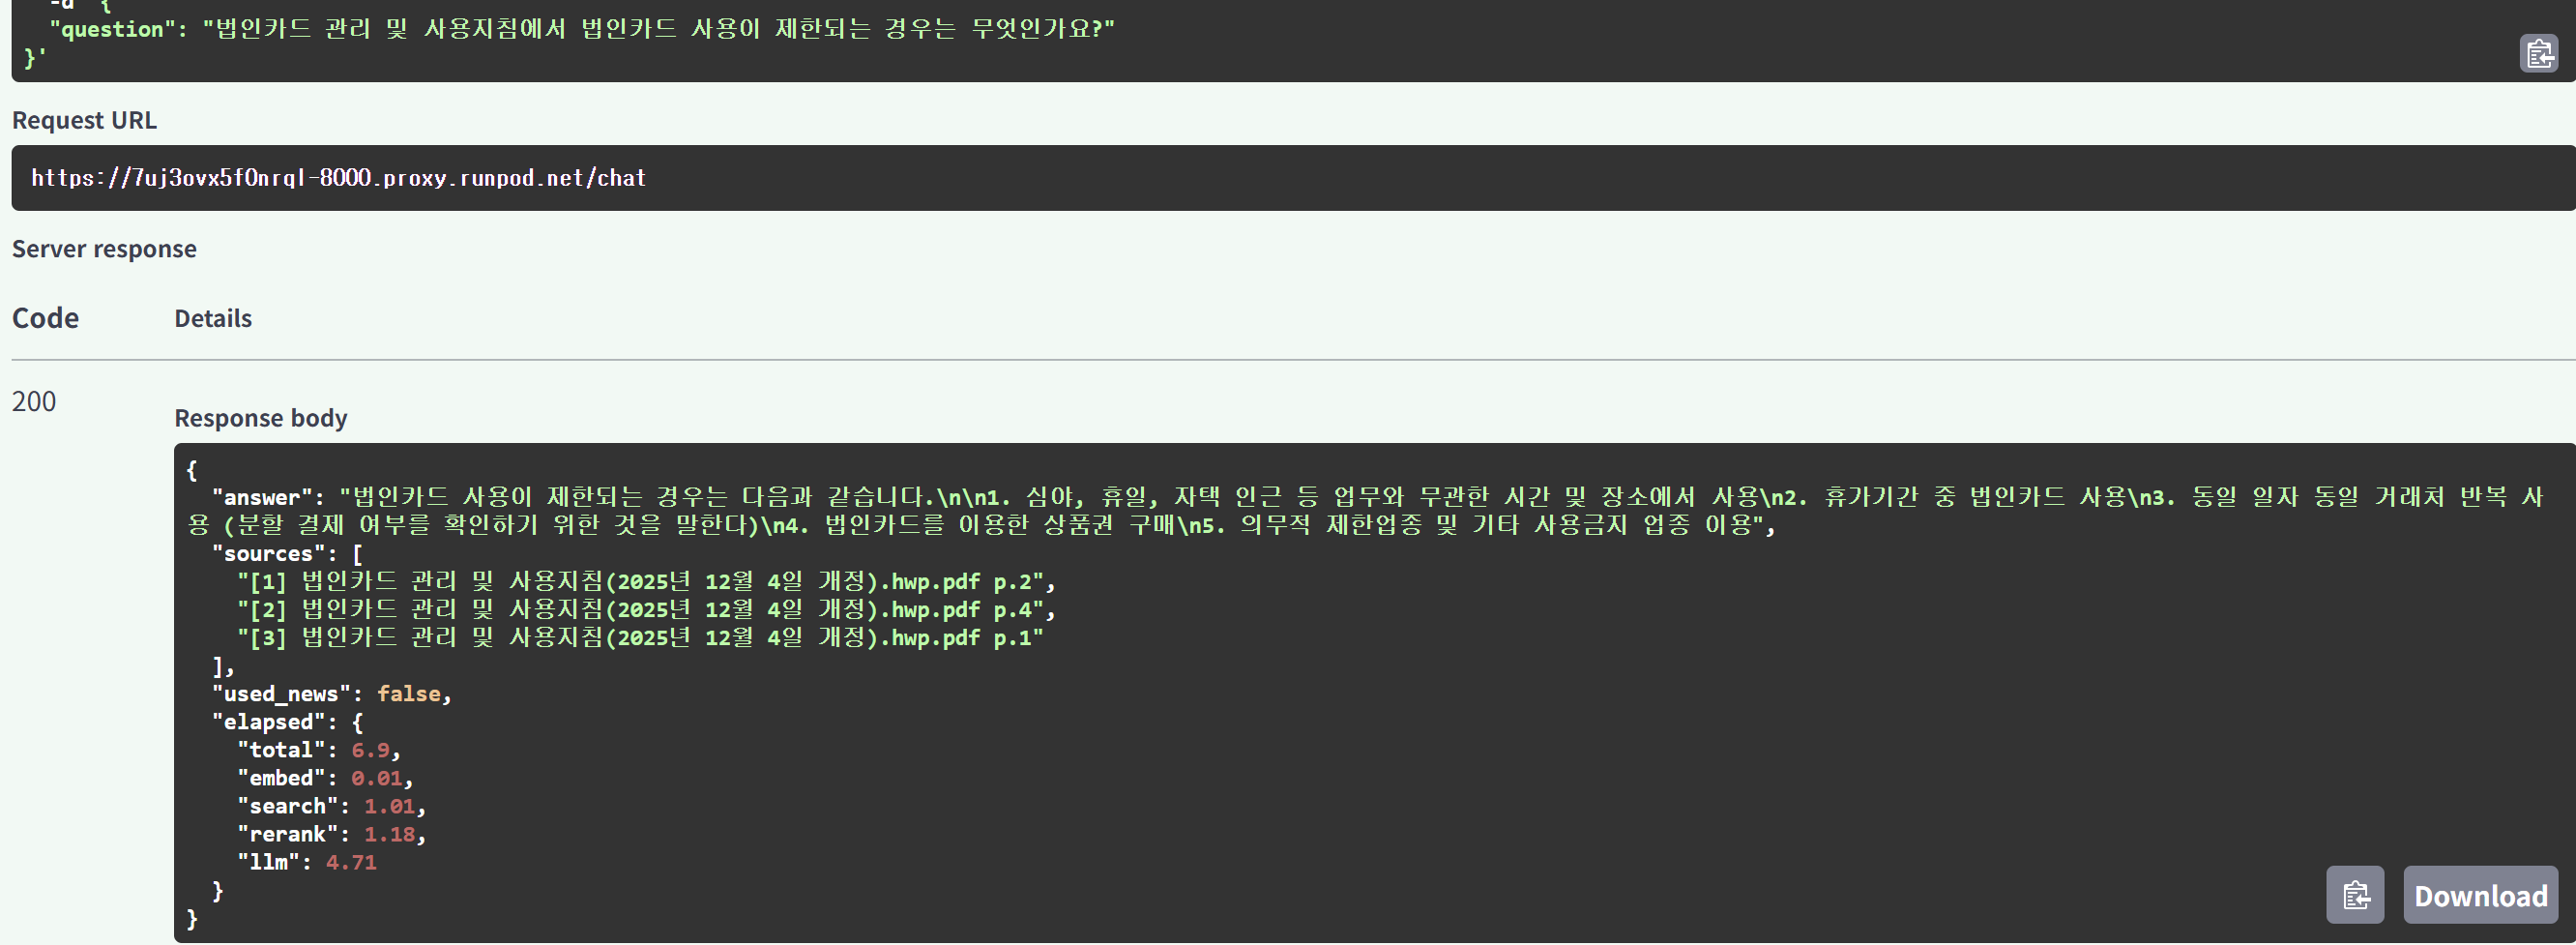 -d '{
  "question": "법인카드 관리 및 사용지침에서 법인카드 사용이 제한되는 경우는 무엇인가요?"
}'
Request URL
https://7uj3ovx5f0nrql-8000.proxy.runpod.net/chat
Server response
Code Details
200
Response body
{
  "answer": "법인카드 사용이 제한되는 경우는 다음과 같습니다.\n\n1. 심야, 휴일, 자택 인근 등 업무와 무관한 시간 및 장소에서 사용\n2. 휴가기간 중 법인카드 사용\n3. 동일 일자 동일 거래처 반복 사
용 (분할 결제 여부를 확인하기 위한 것을 말한다)\n4. 법인카드를 이용한 상품권 구매\n5. 의무적 제한업종 및 기타 사용금지 업종 이용",
  "sources": [
    "[1] 법인카드 관리 및 사용지침(2025년 12월 4일 개정).hwp.pdf p.2",
    "[2] 법인카드 관리 및 사용지침(2025년 12월 4일 개정).hwp.pdf p.4",
    "[3] 법인카드 관리 및 사용지침(2025년 12월 4일 개정).hwp.pdf p.1"
  ],
  "used_news": false,
  "elapsed": {
    "total": 6.9,
    "embed": 0.01,
    "search": 1.01,
    "rerank": 1.18,
    "llm": 4.71
  }
}
Download